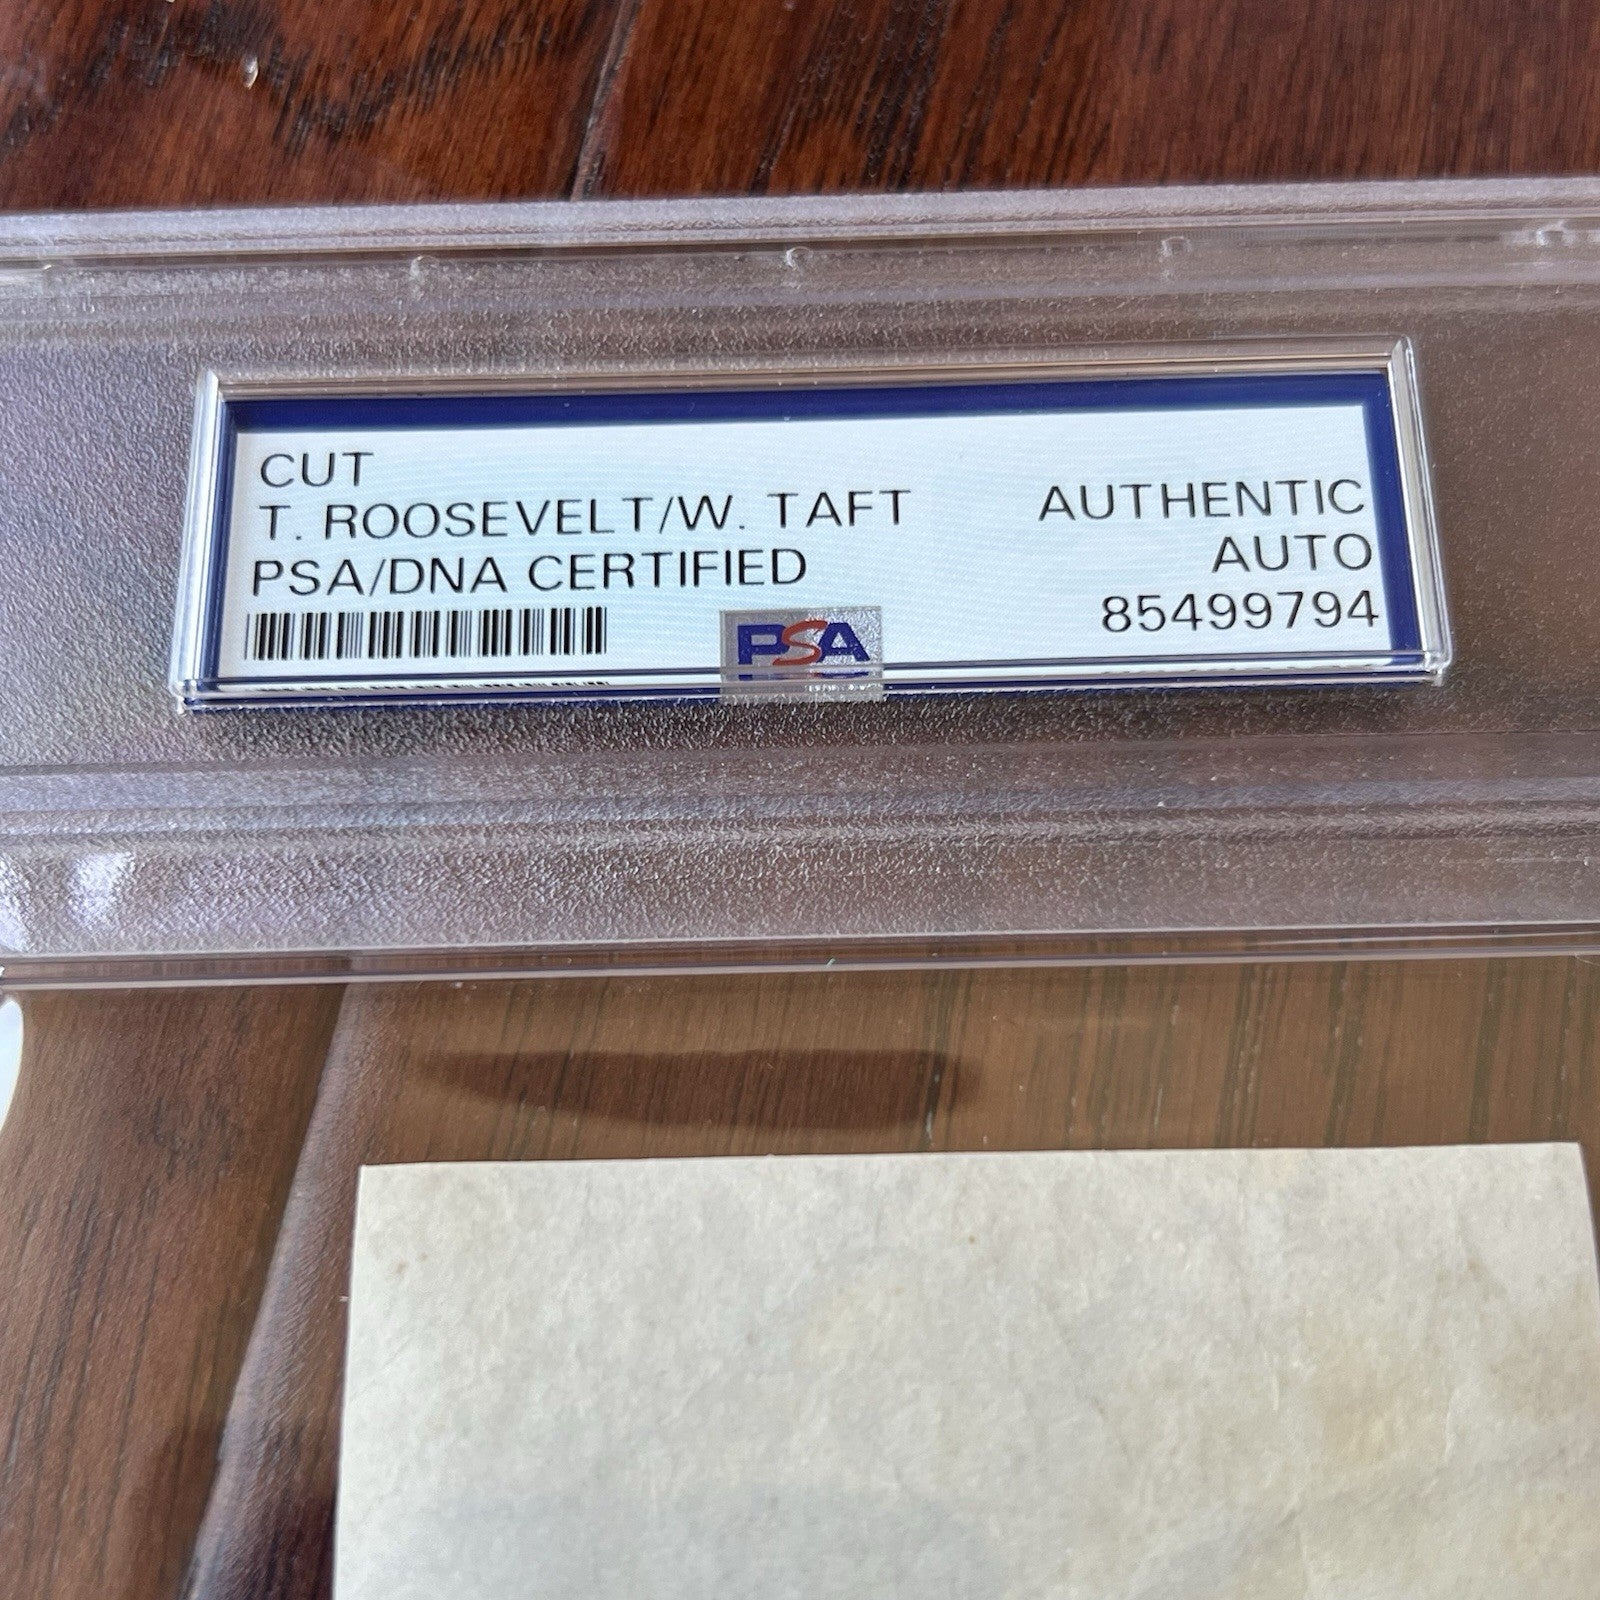 CUT
T. ROOSEVELT/W. TAFT
PSA/DNA CERTIFIED
AUTHENTIC
AUTO
85499794
PSA